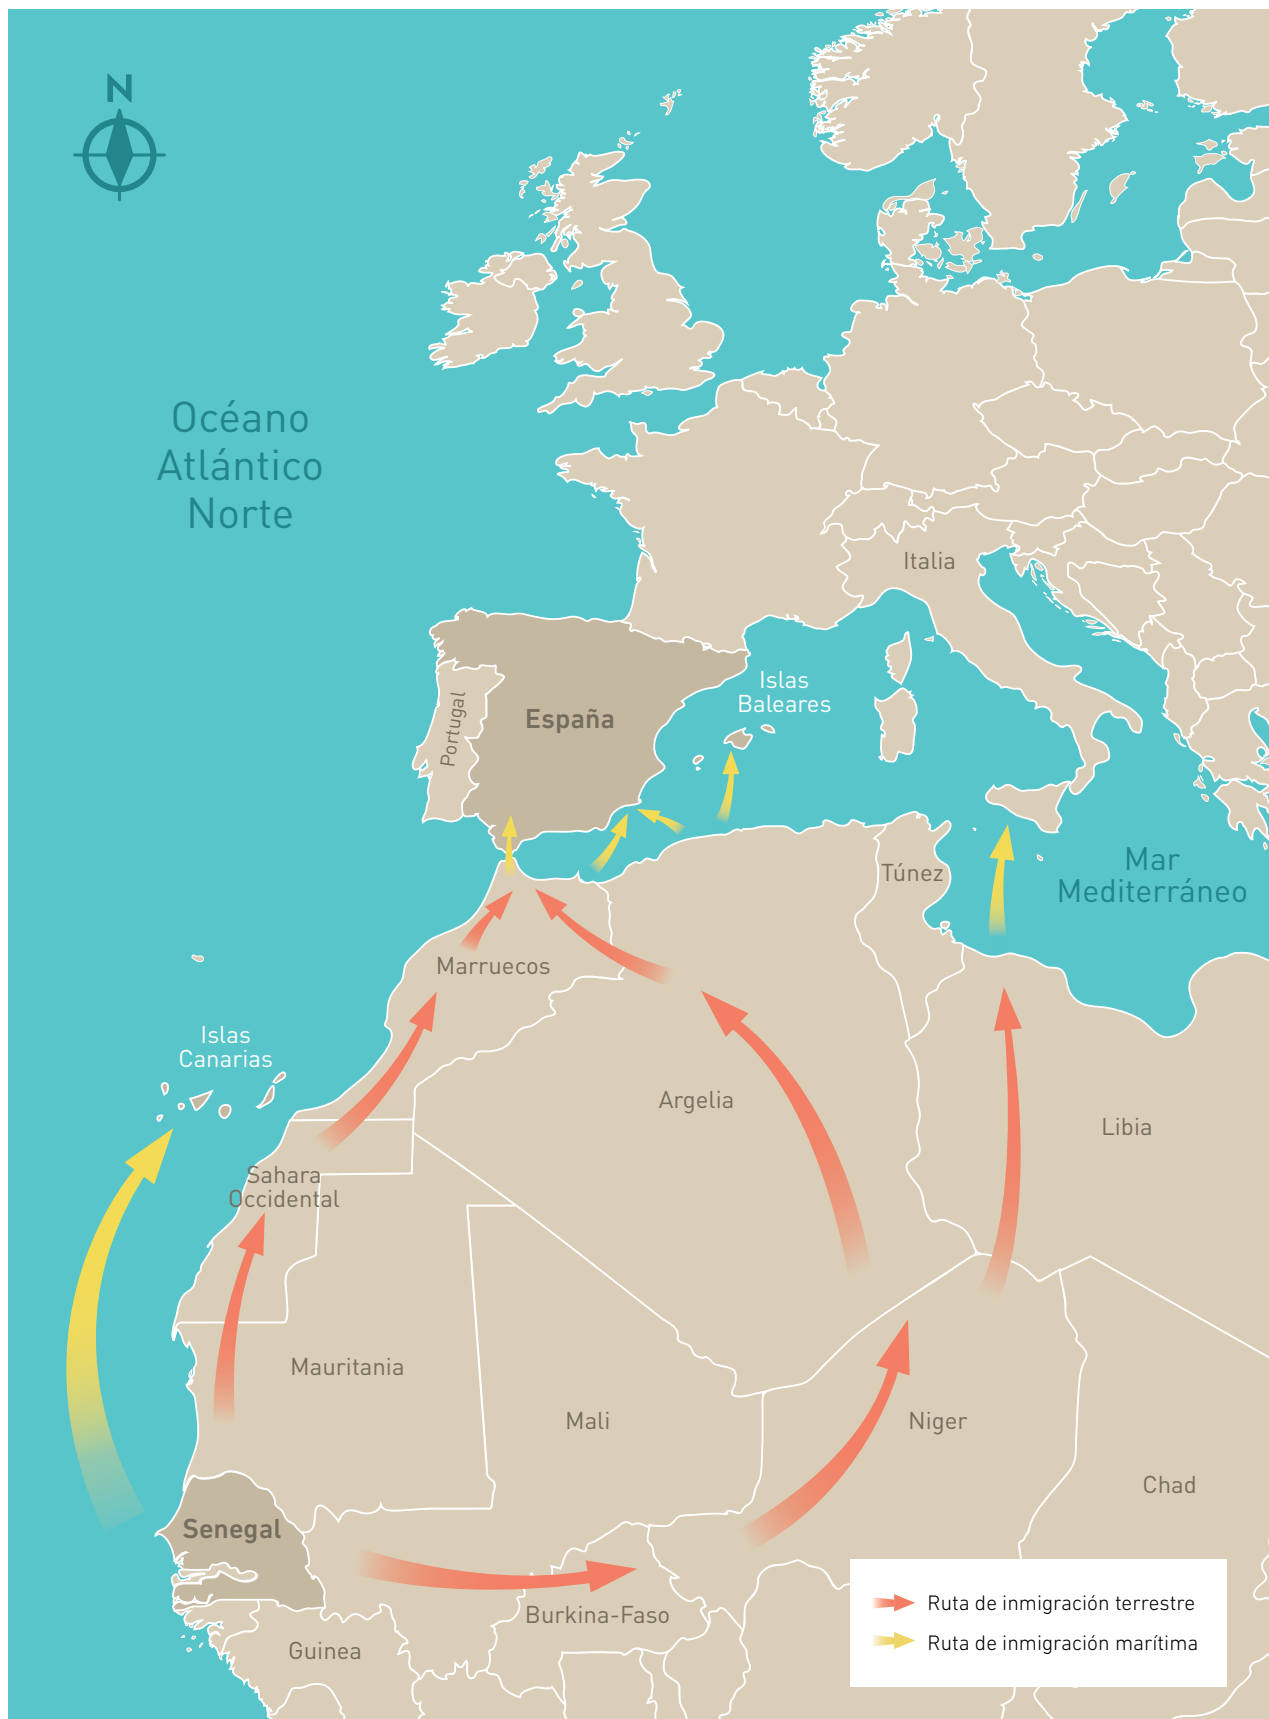 N
Océano
Atlántico
Norte
Italia
Islas
Baleares
España
Portugal
Mar
Mediterráneo
Túnez
Marruecos
Islas
Canarias
Argelia
Libia
Sahara
Occidental
Mauritania
Mali
Niger
Chad
Senegal
Burkina-Faso
Guinea
Ruta de inmigración terrestre
Ruta de inmigración marítima